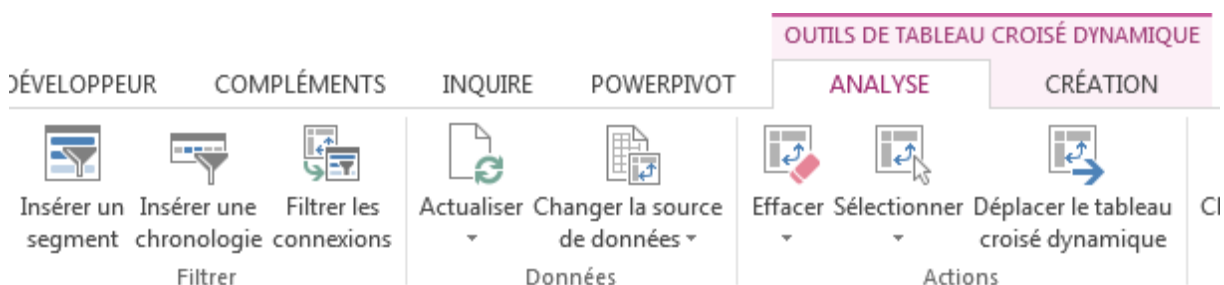 OUTILS DE TABLEAU CROISÉ DYNAMIQUE
DÉVELOPPEUR COMPLÉMENTS INQUIRE POWERPIVOT ANALYSE CRÉATION
Insérer un Insérer une Filtrer les Actualiser Changer la source Effacer Sélectionner Déplacer le tableau
segment chronologie connexions de données croisé dynamique
Filtrer Données Actions